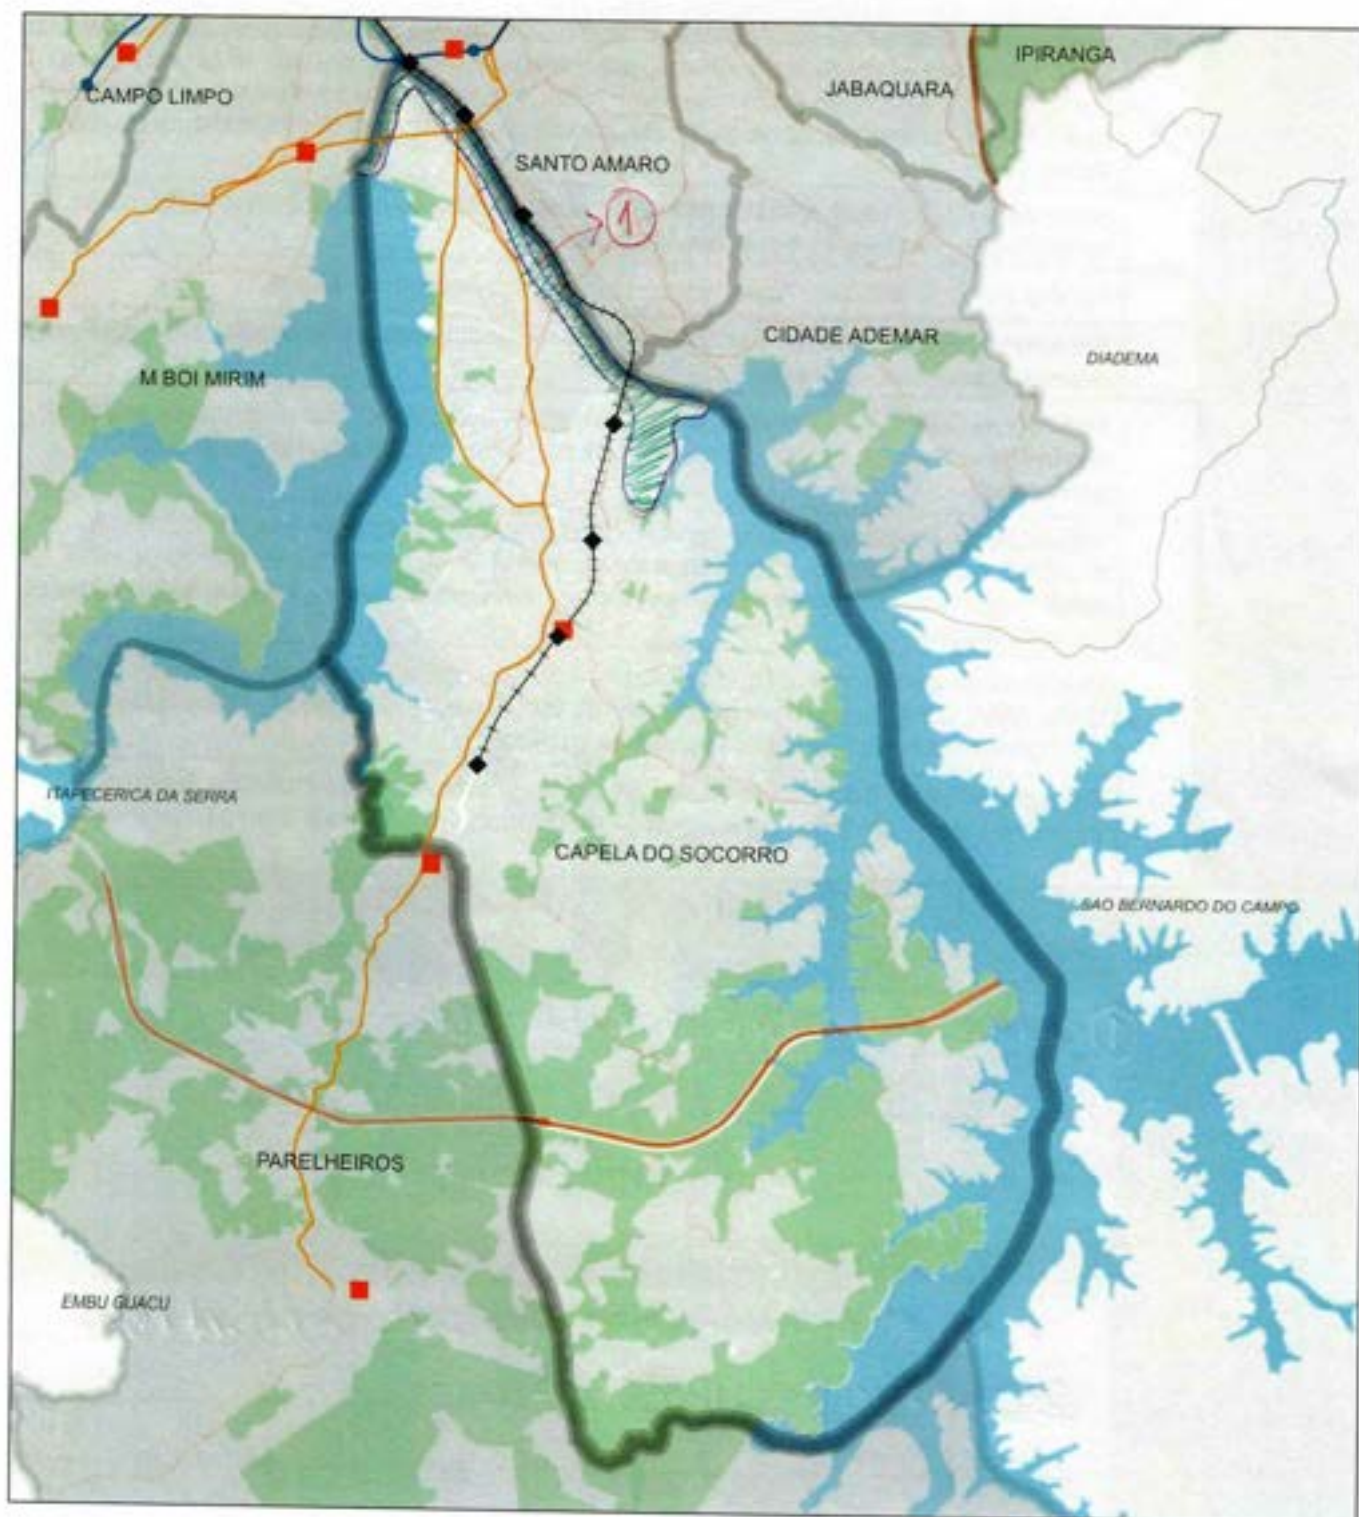 IPIRANGA
CAMPO LIMPO
JABAQUARA
SANTO AMARO
1
CIDADE ADEMAR
DIADEMA
M BOI MIRIM
ITAPECERICA DA SERRA
CAPELA DO SOCORRO
SAO BERNARDO DO CAMPO
PARELHEIROS
EMBU GUACU